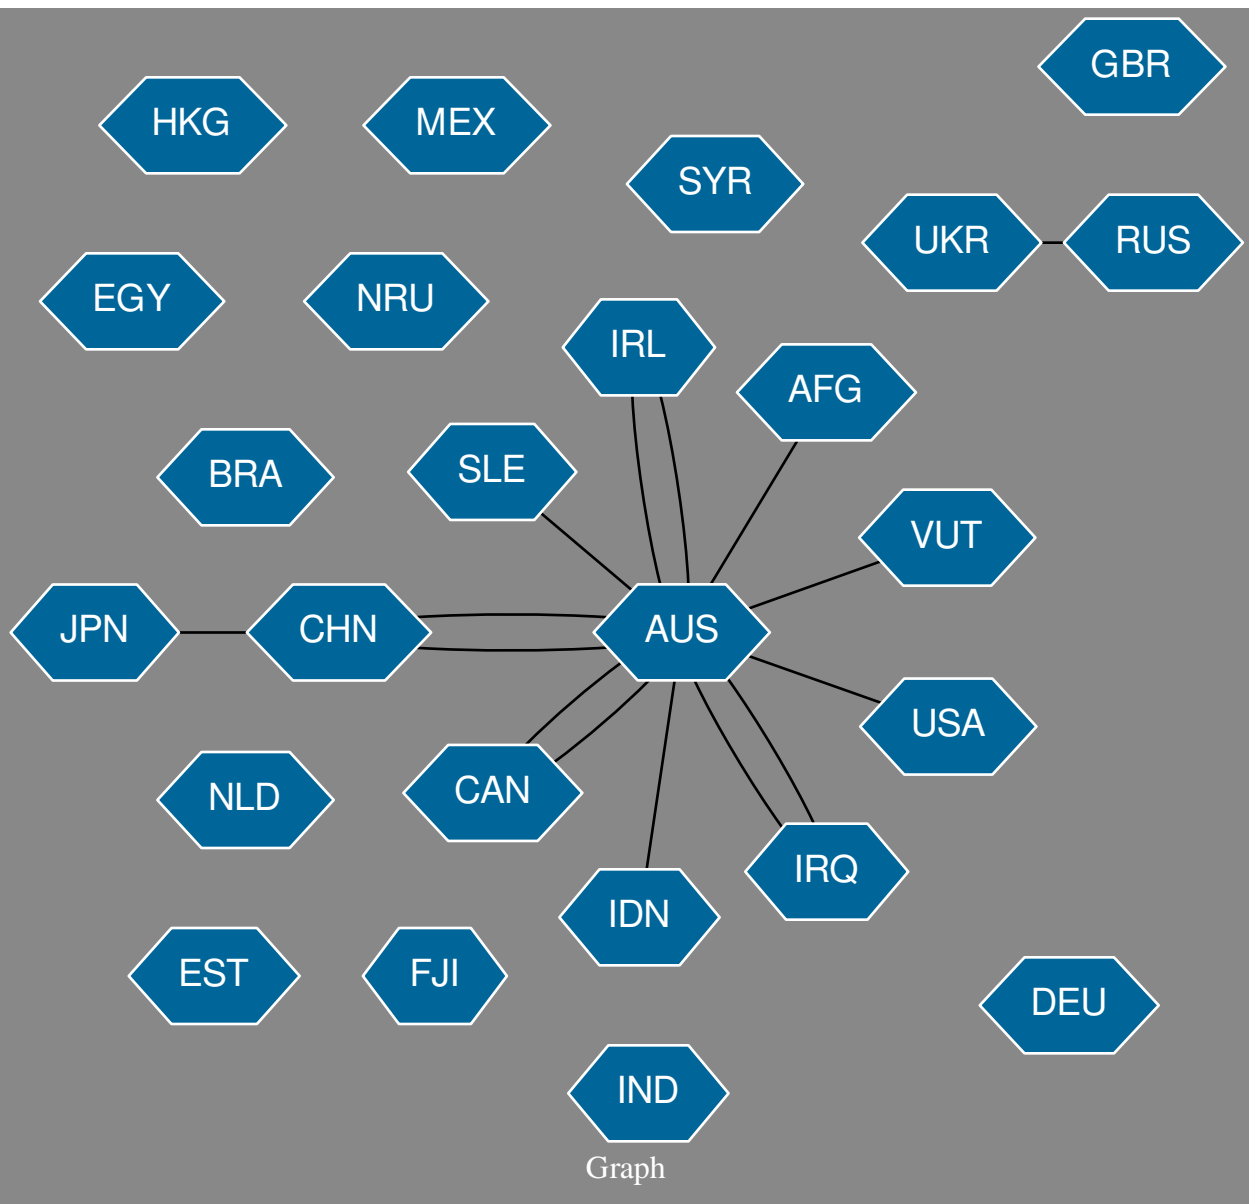 GBR
HKG
MEX
SYR
UKR
RUS
EGY
NRU
IRL
AFG
BRA
SLE
VUT
JPN
CHN
AUS
USA
NLD
CAN
IRQ
IDN
EST
FJI
DEU
IND
Graph